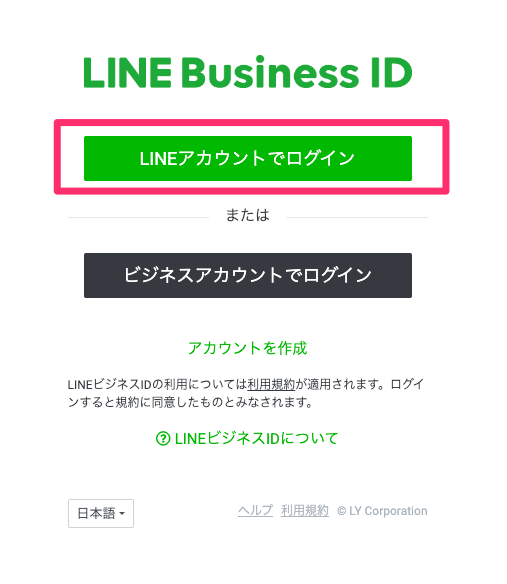 LINE Business ID
LINEアカウントでログイン
または
ビジネスアカウントでログイン
アカウントを作成
LINEビジネスIDの利用については利用規約が適用されます。ログイ
ンすると規約に同意したものとみなされます。
LINEビジネスIDについて
日本語
ヘルプ 利用規約 © LY Corporation